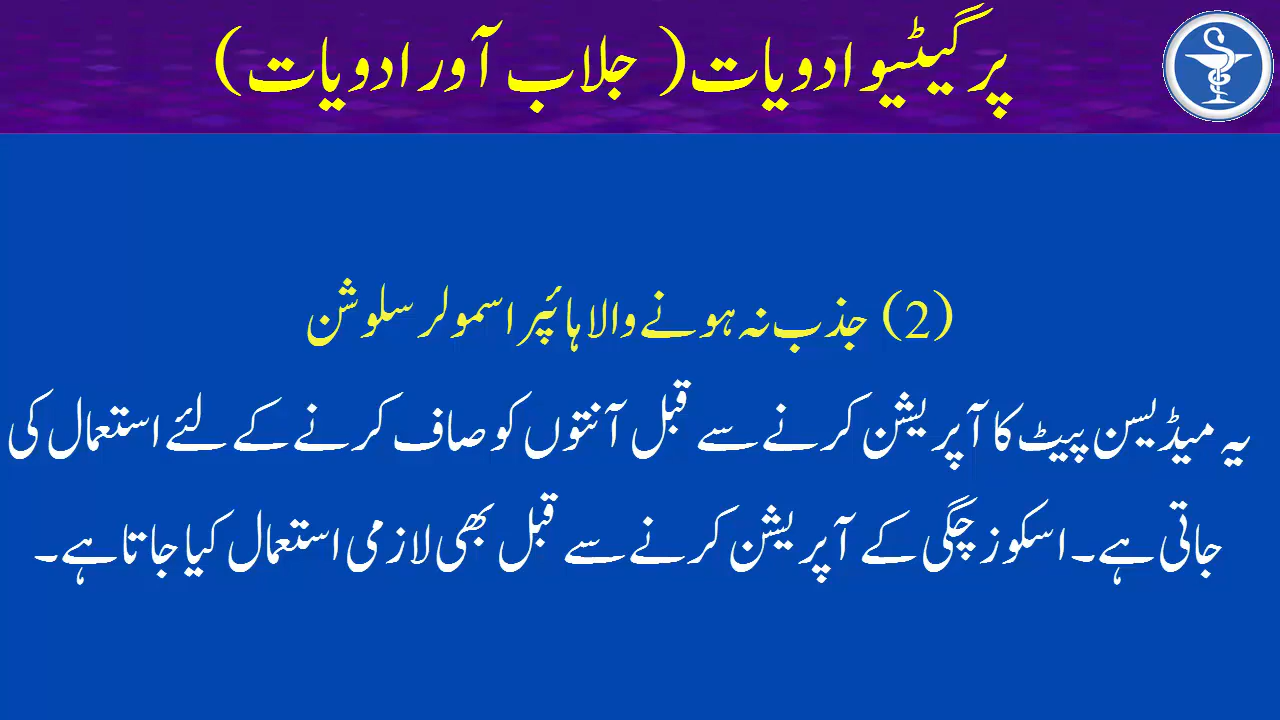 پرگیٹیو ادویات( جلاب آور ادویات)
(2) جذب نہ ہونے والا ہائپر اسمولر سلوشن
یہ میڈیسن پیٹ کا آپریشن کرنے سے قبل آنتوں کو صاف کرنے کے لئے استعمال کی
جاتی ہے۔ اسکو زچگی کے آپریشن کرنے سے قبل بھی لازمی استعمال کیا جاتا ہے۔